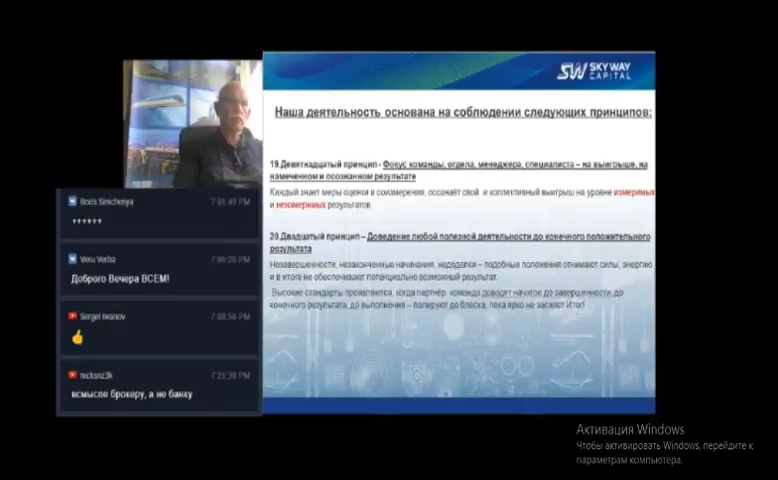 SW SKY WAY
CAPITAL
Наша деятельность основана на соблюдении следующих принципов:
19.Девятнадцатый принцип - Фокус команды, отдела, менеджера, специалиста – на выигрыше, на
намеченном и осознанном результате
Каждый знает меры оценки и соизмерения, осознаёт свой и коллективный выигрыш на уровне измеримых
и неизмеримых результатов.
20.Двадцатый принцип – Доведение любой полезной деятельности до конечного положительного
результата
Незавершенности, незаконченные начинания, недоделки – подобные положения отнимают силы, энергию
и в итоге не обеспечивают потенциально возможный результат.
Высокие стандарты проявляются, когда партнёр, команда доводят начатое до завершенности, до
конечного результата, до выполнения – полируют до блеска, пока ярко не засияет Итог!
Boris Sinichenya 7:01:49 PM
++++++
Veru Verba 7:06:20 PM
Доброго Вечера ВСЕМ!
Sergei Iwanov 7:08:56 PM
👍
nicksnz3k 7:21:38 PM
всмысле брокеру, а не банку
Активация Windows
Чтобы активировать Windows, перейдите к
параметрам компьютера.